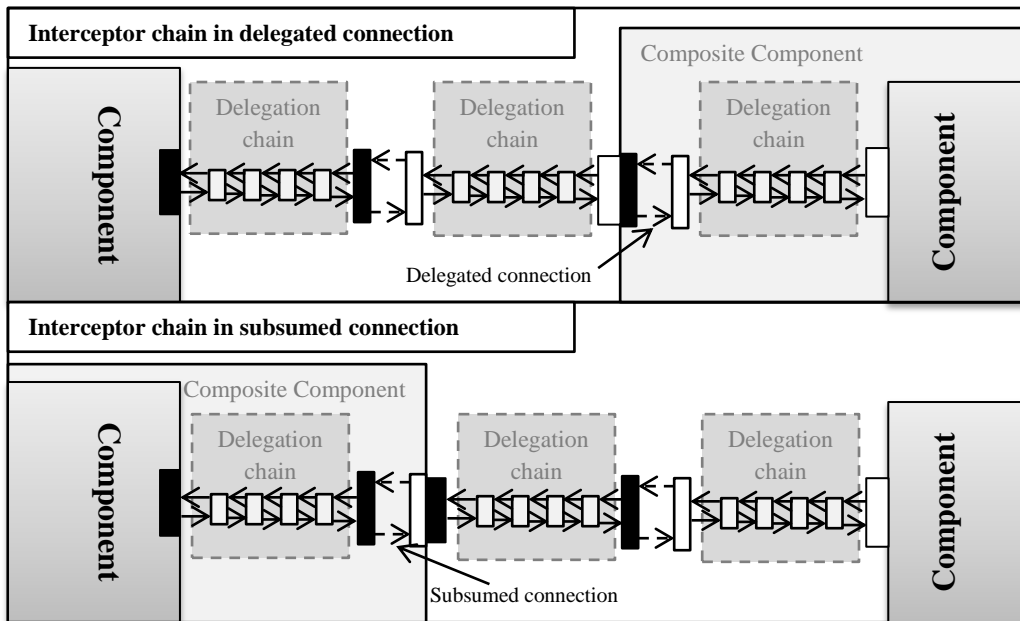 Interceptor chain in delegated connection
Composite Component
Component
Delegation
chain
Delegation
chain
Delegation
chain
Component
Delegated connection
Interceptor chain in subsumed connection
Composite Component
Component
Delegation
chain
Delegation
chain
Delegation
chain
Component
Subsumed connection